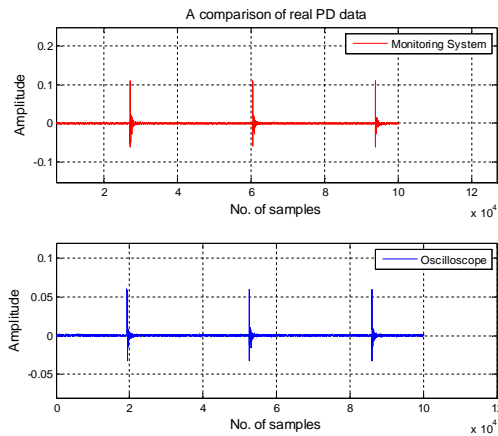 A comparison of real PD data
0.2
0.1
0
-0.1
Amplitude
Monitoring System
2 4 6 8 10 12
x 10^4
No. of samples
0.1
0.05
0
-0.05
Amplitude
Oscilloscope
0 2 4 6 8 10 12
x 10^4
No. of samples